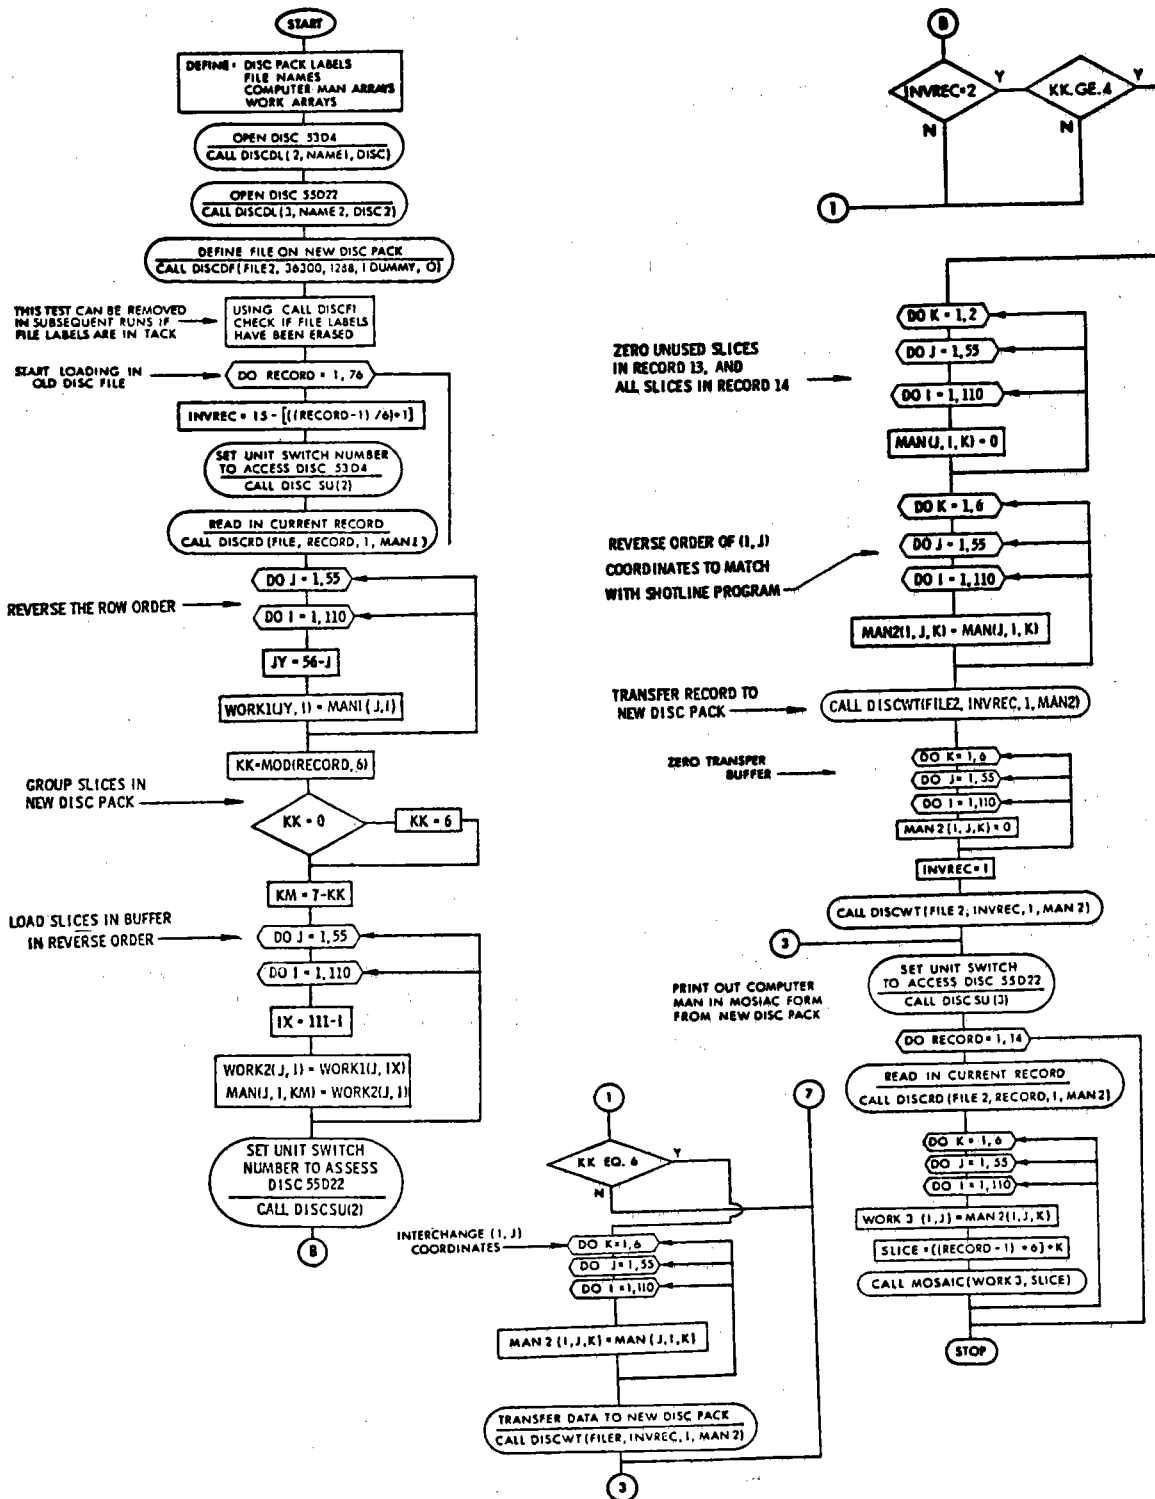 START
DEFINE: DISC PACK LABELS
FILE NAMES
COMPUTER MAN ARRAYS
WORK ARRAYS
OPEN DISC 53D4
CALL DISCDL(2, NAME1, DISC)
OPEN DISC 55D22
CALL DISCDL(3, NAME 2, DISC 2)
DEFINE FILE ON NEW DISC PACK
CALL DISCDF(FILE2, 36300, 1288, 1 DUMMY, 0)
THIS TEST CAN BE REMOVED
IN SUBSEQUENT RUNS IF
FILE LABELS ARE IN TACK
USING CALL DISCFI
CHECK IF FILE LABELS
HAVE BEEN ERASED
START LOADING IN
OLD DISC FILE
DO RECORD = 1, 76
INVREC = 15 - [((RECORD-1) /6)+1]
SET UNIT SWITCH NUMBER
TO ACCESS DISC 53D4
CALL DISC SU(2)
READ IN CURRENT RECORD
CALL DISCRD (FILE, RECORD, 1, MAN1)
DO J = 1, 55
REVERSE THE ROW ORDER
DO I = 1, 110
JY = 56-J
WORK1(JY, I) = MAN1 (J,I)
KK=MOD(RECORD, 6)
GROUP SLICES IN
NEW DISC PACK
KK = 0
KK = 6
KM = 7-KK
LOAD SLICES IN BUFFER
IN REVERSE ORDER
DO J = 1, 55
DO I = 1, 110
IX = 111-I
WORK2(J, I) = WORK1(J, IX)
MAN(J, I, KM) = WORK2(J, I)
SET UNIT SWITCH
NUMBER TO ASSESS
DISC 55D22
CALL DISCSU(2)
B
B
INVREC=2
Y
KK.GE.4
Y
N
N
1
DO K = 1, 2
ZERO UNUSED SLICES
IN RECORD 13, AND
ALL SLICES IN RECORD 14
DO J = 1, 55
DO I = 1, 110
MAN(J, I, K) = 0
DO K = 1, 6
REVERSE ORDER OF (I, J)
COORDINATES TO MATCH
WITH SHOTLINE PROGRAM
DO J = 1, 55
DO I = 1, 110
MAN2(I, J, K) = MAN(J, I, K)
TRANSFER RECORD TO
NEW DISC PACK
CALL DISCWT(FILE2, INVREC, 1, MAN2)
ZERO TRANSFER
BUFFER
DO K = 1, 6
DO J = 1, 55
DO I = 1, 110
MAN 2 (I, J, K) = 0
INVREC = 1
CALL DISCWT (FILE 2, INVREC, 1, MAN 2)
3
SET UNIT SWITCH
TO ACCESS DISC 55D22
CALL DISC SU (3)
PRINT OUT COMPUTER
MAN IN MOSIAC FORM
FROM NEW DISC PACK
DO RECORD = 1, 14
READ IN CURRENT RECORD
CALL DISCRD (FILE 2, RECORD, 1, MAN 2)
DO K = 1, 6
DO J = 1, 55
DO I = 1, 110
WORK 3 (I,J) = MAN 2(I, J, K)
SLICE = ((RECORD - 1) * 6) + K
CALL MOSAIC(WORK 3, SLICE)
STOP
1
7
KK EQ. 6
Y
N
INTERCHANGE (I, J)
COORDINATES
DO K=1, 6
DO J=1, 55
DO I = 1, 110
MAN 2 (I, J, K) = MAN (J, I, K)
TRANSFER DATA TO NEW DISC PACK
CALL DISCWT (FILER, INVREC, 1, MAN 2)
3